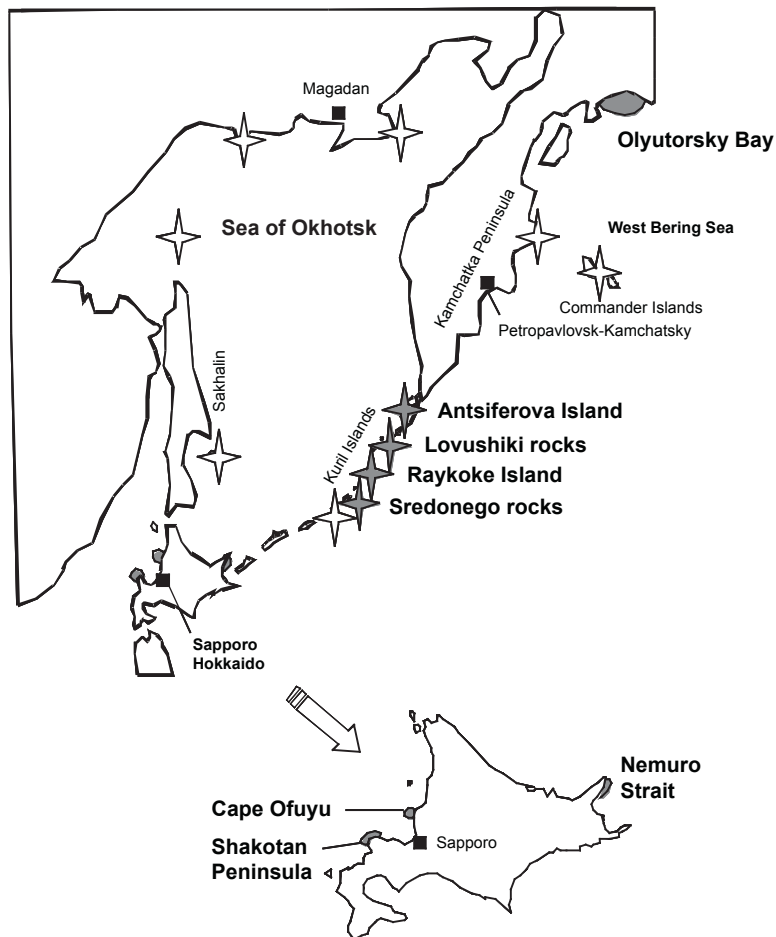 Magadan
Olyutorsky Bay
Sea of Okhotsk
Kamchatka Peninsula
West Bering Sea
Commander Islands
Petropavlovsk-Kamchatsky
Sakhalin
Kuril Islands
Antsiferova Island
Lovushiki rocks
Raykoke Island
Sredonego rocks
Sapporo
Hokkaido
Nemuro
Strait
Cape Ofuyu
Shakotan
Peninsula
Sapporo